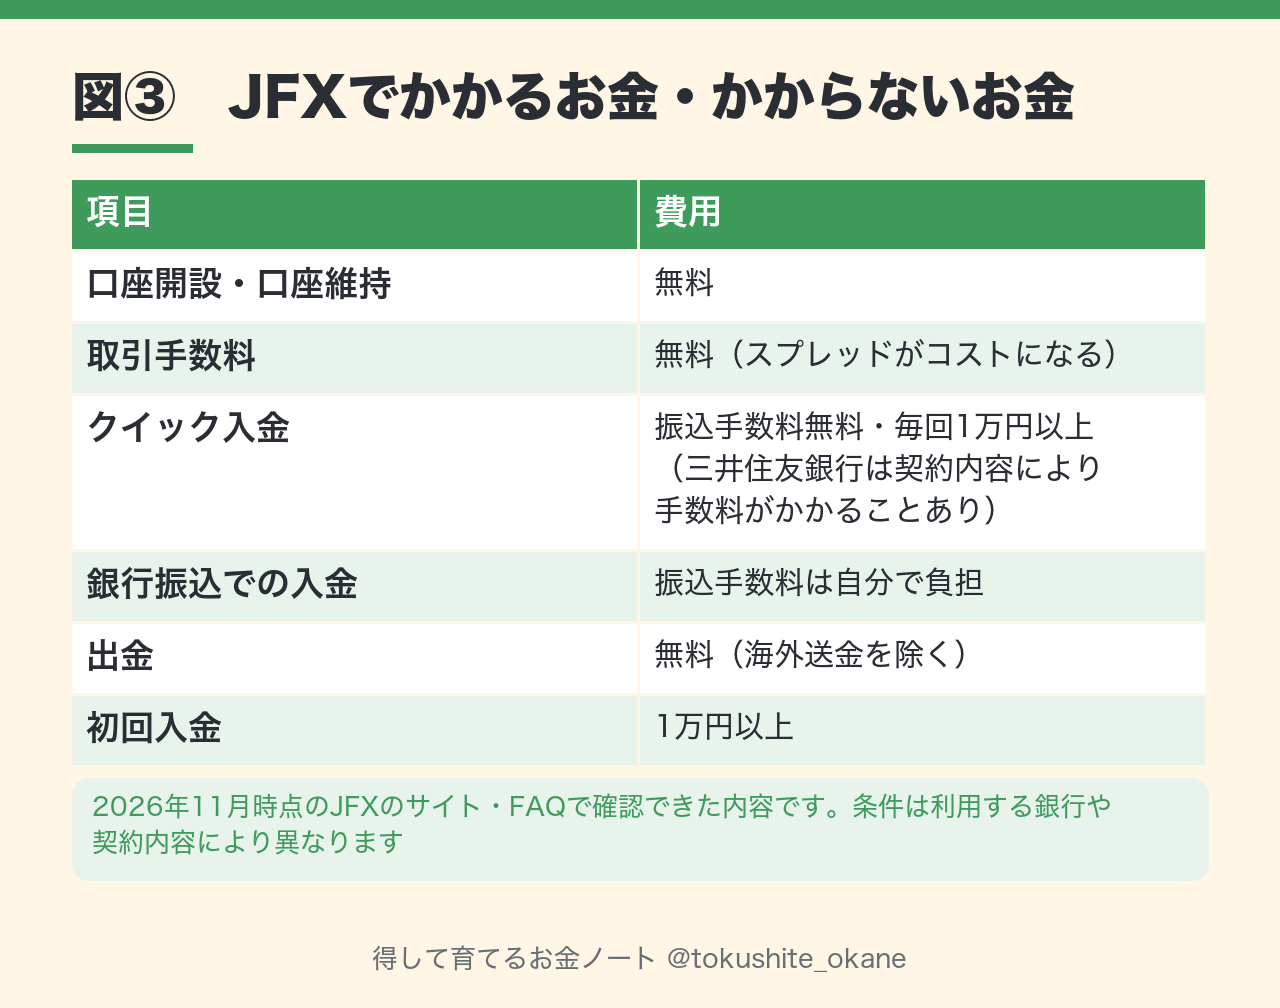 図③　JFXでかかるお金・かからないお金
項目
費用
口座開設・口座維持
無料
取引手数料
無料（スプレッドがコストになる）
クイック入金
振込手数料無料・毎回1万円以上
（三井住友銀行は契約内容により
手数料がかかることあり）
銀行振込での入金
振込手数料は自分で負担
出金
無料（海外送金を除く）
初回入金
1万円以上
2026年11月時点のJFXのサイト・FAQで確認できた内容です。条件は利用する銀行や
契約内容により異なります
得して育てるお金ノート @tokushite_okane